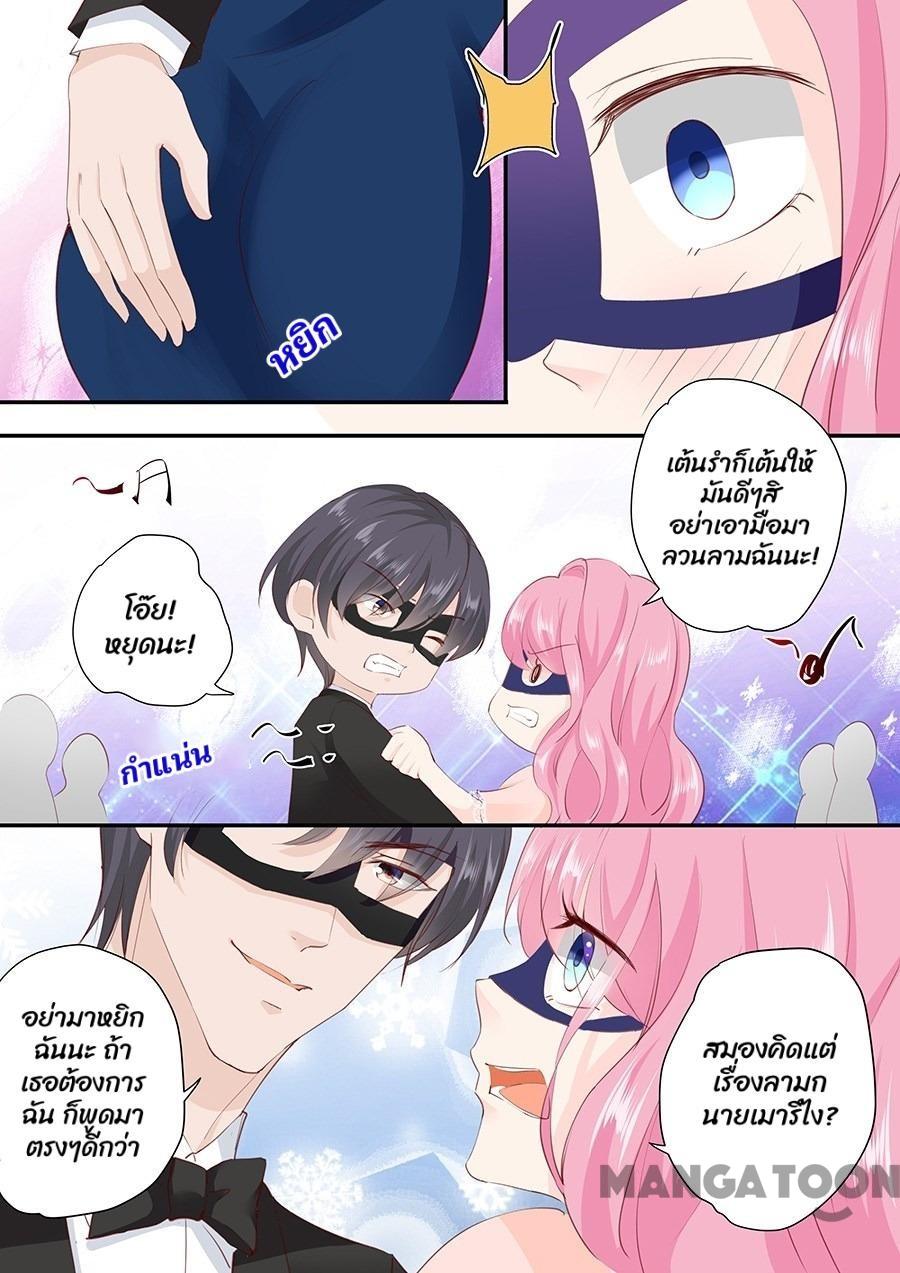 หยิก
เต้นรำก็เต้นให้
มันดีๆสิ
อย่าเอามือมา
ลวนลามฉันนะ!
โอ๊ย!
หยุดนะ!
กำแน่น
อย่ามาหยิก
ฉันนะ ถ้า
เธอต้องการ
ฉัน ก็พูดมา
ตรงๆดีกว่า
สมองคิดแต่
เรื่องลามก
นายเมารึไง?
MANGATOON